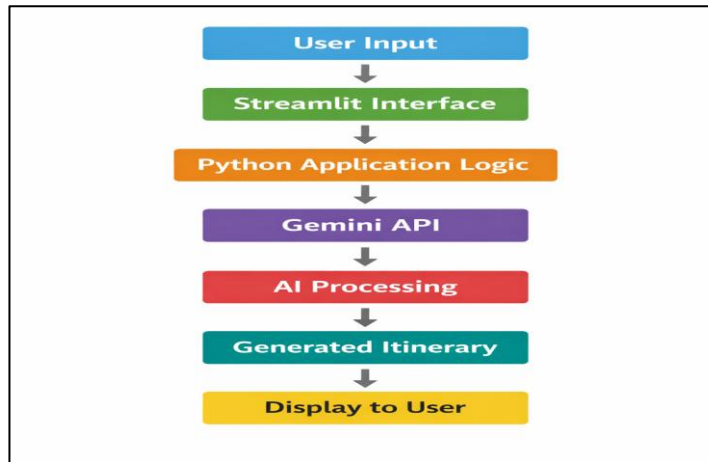 User Input
Streamlit Interface
Python Application Logic
Gemini API
AI Processing
Generated Itinerary
Display to User